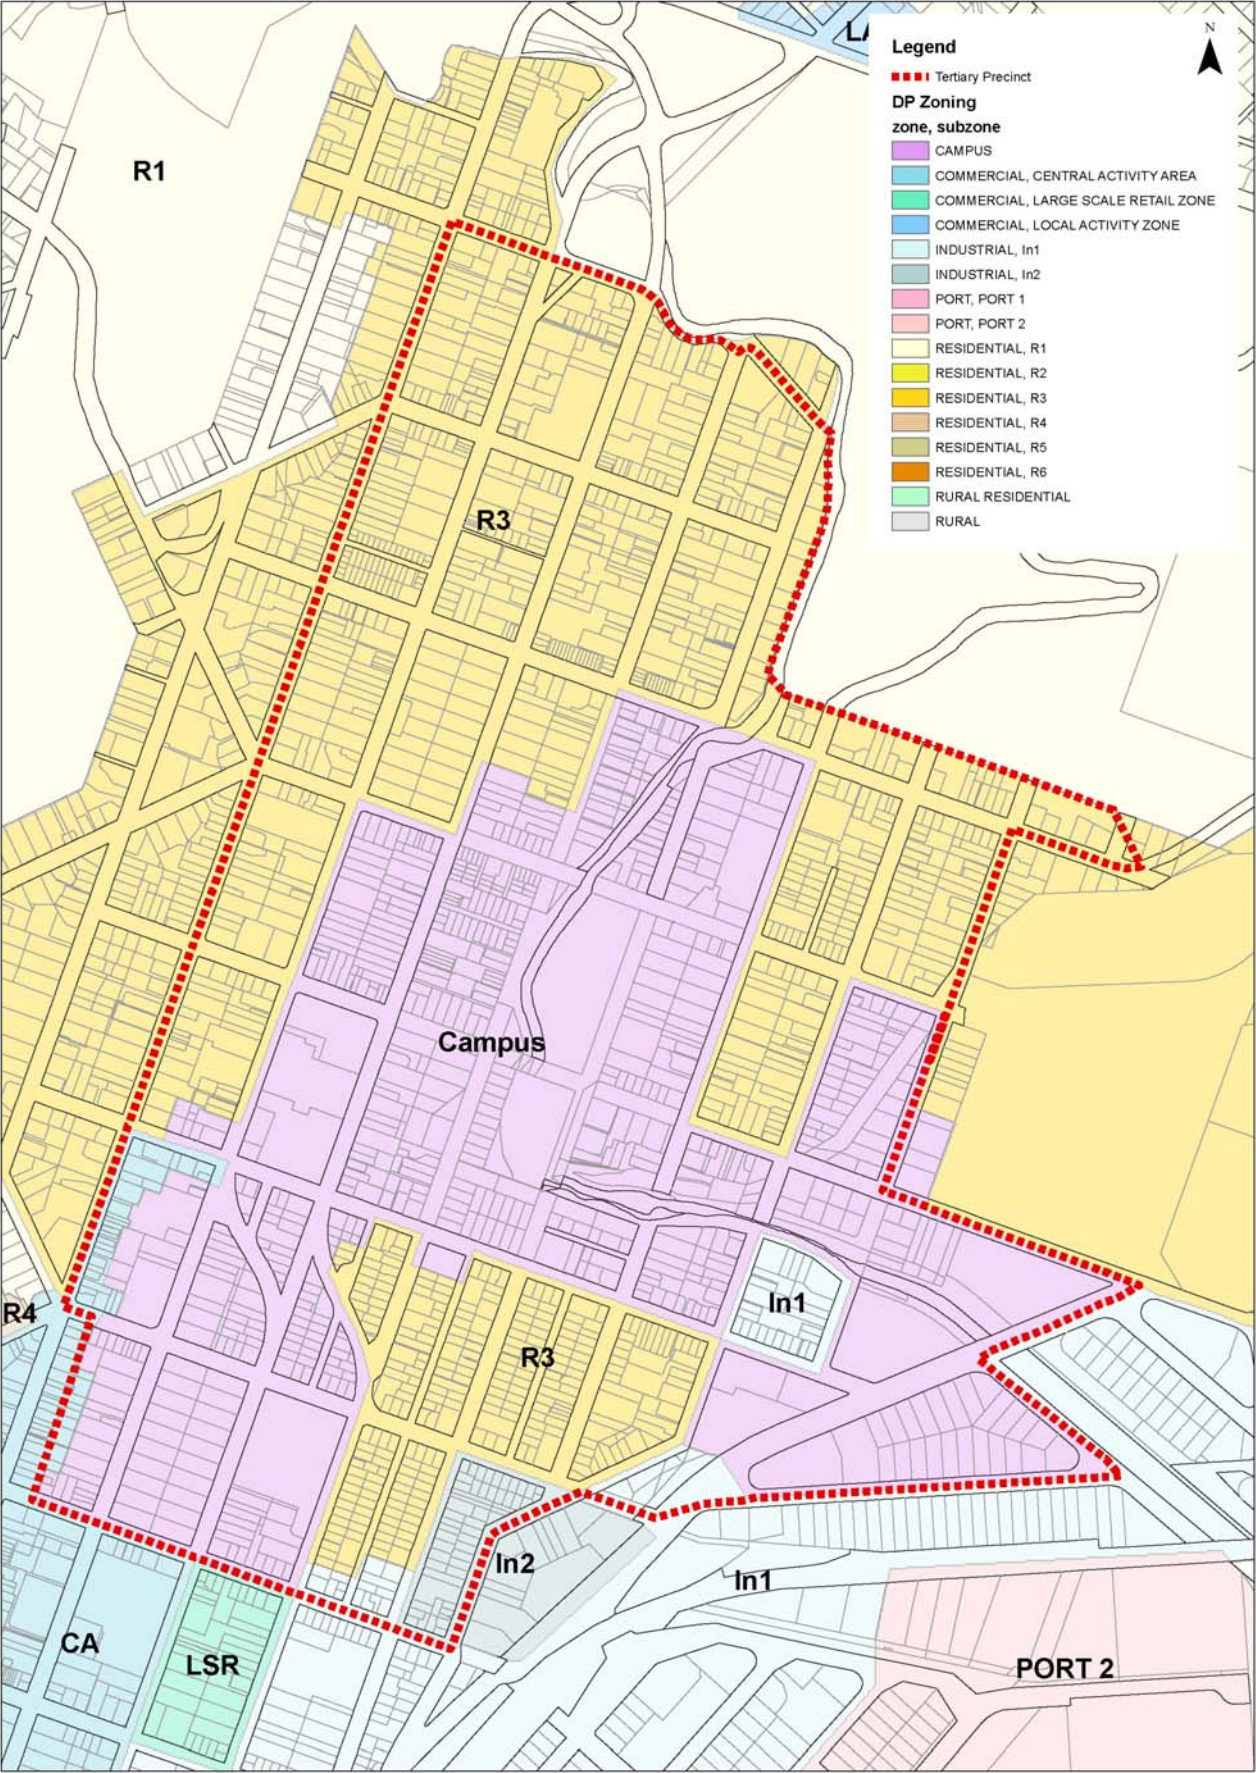 LA
Legend
N
Tertiary Precinct
DP Zoning
zone, subzone
CAMPUS
COMMERCIAL, CENTRAL ACTIVITY AREA
COMMERCIAL, LARGE SCALE RETAIL ZONE
COMMERCIAL, LOCAL ACTIVITY ZONE
INDUSTRIAL, In1
INDUSTRIAL, In2
PORT, PORT 1
PORT, PORT 2
RESIDENTIAL, R1
RESIDENTIAL, R2
RESIDENTIAL, R3
RESIDENTIAL, R4
RESIDENTIAL, R5
RESIDENTIAL, R6
RURAL RESIDENTIAL
RURAL
R1
R3
Campus
In1
R4
R3
In2
In1
CA
LSR
PORT 2